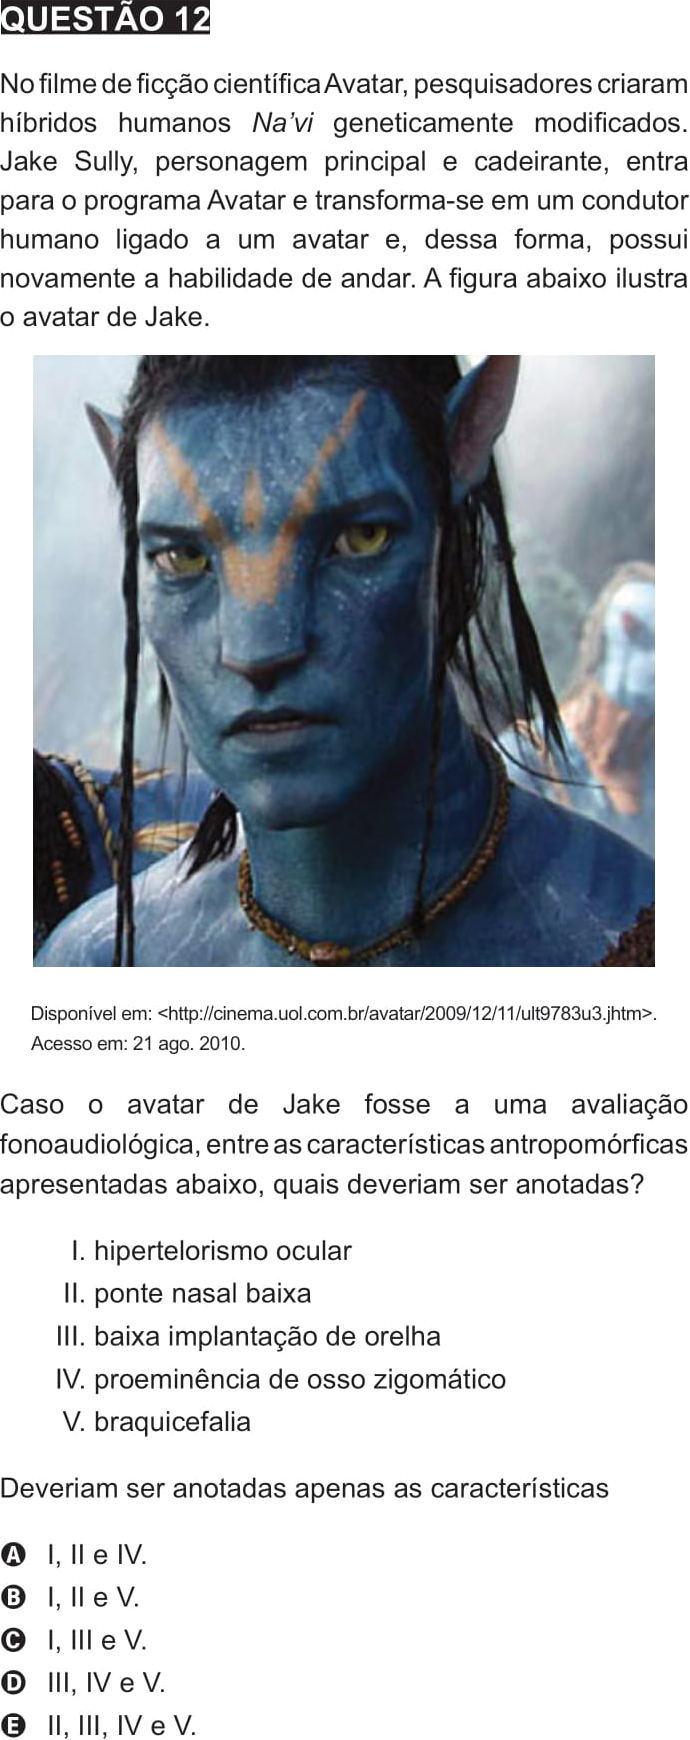 QUESTÃO 12
No filme de ficção científica Avatar, pesquisadores criaram
híbridos humanos Na’vi geneticamente modificados.
Jake Sully, personagem principal e cadeirante, entra
para o programa Avatar e transforma-se em um condutor
humano ligado a um avatar e, dessa forma, possui
novamente a habilidade de andar. A figura abaixo ilustra
o avatar de Jake.
Disponível em: <http://cinema.uol.com.br/avatar/2009/12/11/ult9783u3.jhtm>.
Acesso em: 21 ago. 2010.
Caso o avatar de Jake fosse a uma avaliação
fonoaudiológica, entre as características antropomórficas
apresentadas abaixo, quais deveriam ser anotadas?
I. hipertelorismo ocular
II. ponte nasal baixa
III. baixa implantação de orelha
IV. proeminência de osso zigomático
V. braquicefalia
Deveriam ser anotadas apenas as características
A I, II e IV.
B I, II e V.
C I, III e V.
D III, IV e V.
E II, III, IV e V.